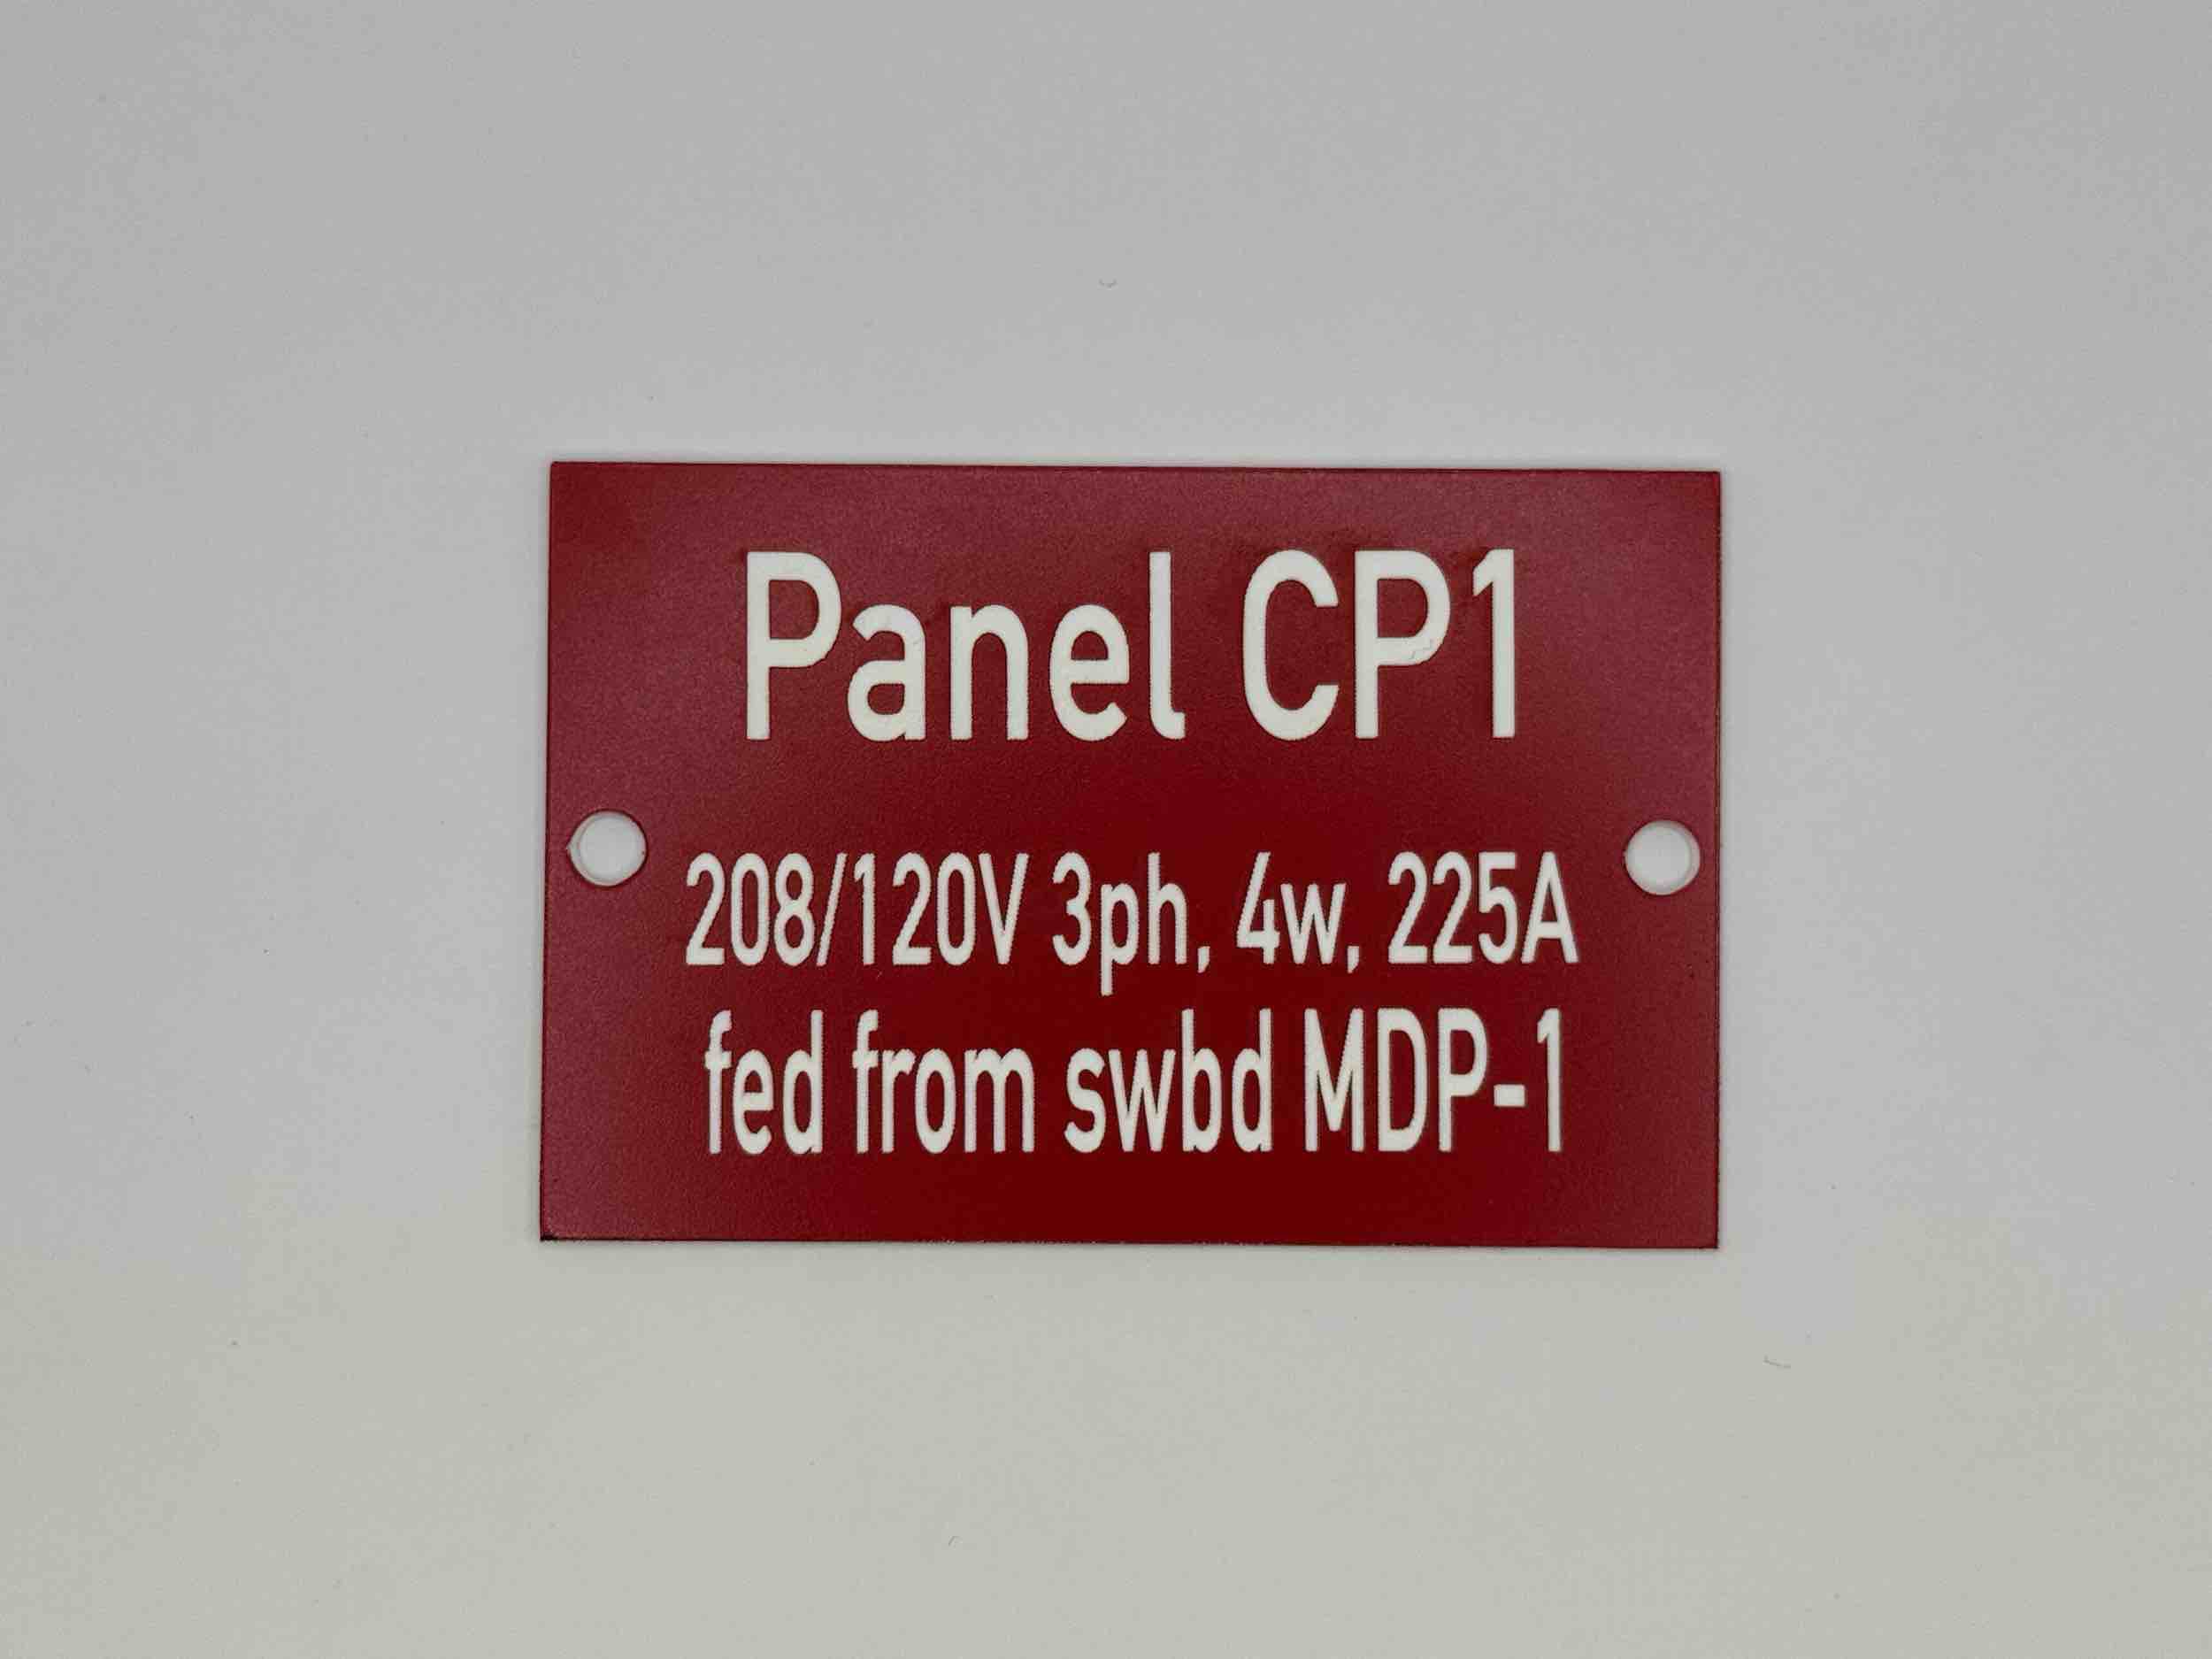 Panel CP1
208/120V 3ph, 4w, 225A
fed from swbd MDP-1